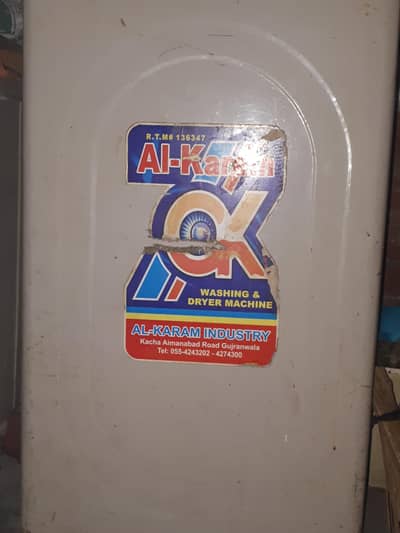 R.T.M# 136347
Al-Karam
AK
WASHING &
DRYER MACHINE
AL-KARAM INDUSTRY
Kacha Aimanabad Road Gujranwala
Tel: 055-4243202 - 4274300